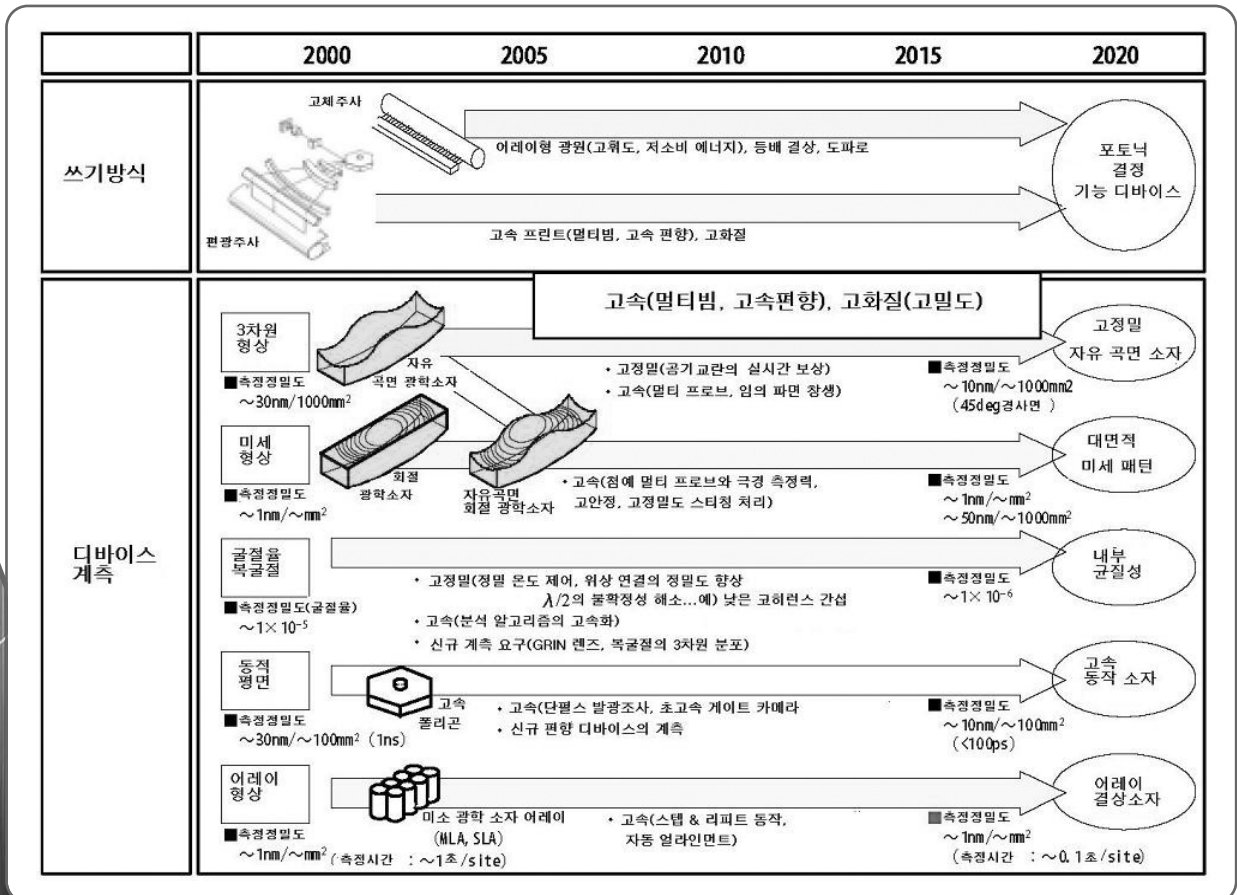 2000 2005 2010 2015 2020
쓰기방식
고체주사
어레이형 광원(고휘도, 저소비 에너지), 등배 결상, 도파로
편광주사
고속 프린트(멀티빔, 고속 편향), 고화질
포토닉
결정
기능 디바이스
디바이스
계측
고속(멀티빔, 고속편향), 고화질(고밀도)
3차원
형상
■측정정밀도
~30nm/1000mm²
자유
곡면 광학소자
• 고정밀(공기교란의 실시간 보상)
• 고속(멀티 프로브, 임의 파면 창생)
■측정정밀도
~10nm/~1000mm2
(45deg경사면 )
고정밀
자유 곡면 소자
미세
형상
■측정정밀도
~1nm/~mm²
회절
광학소자
자유곡면
회절 광학소자
• 고속(첨예 멀티 프로브와 극경 측정력,
고안정, 고정밀도 스티칭 처리)
■측정정밀도
~1nm/~mm²
~50nm/~1000mm²
대면적
미세 패턴
굴절율
복굴절
■측정정밀도(굴절율)
~1×10⁻⁵
• 고정밀(정밀 온도 제어, 위상 연결의 정밀도 향상
λ/2의 불확정성 해소...예) 낮은 코히런스 간섭
• 고속(분석 알고리즘의 고속화)
• 신규 계측 요구(GRIN 렌즈, 복굴절의 3차원 분포)
■측정정밀도
~1×10⁻⁶
내부
균질성
동적
평면
■측정정밀도
~30nm/~100mm² (1ns)
고속
폴리곤
• 고속(단펄스 발광조사, 초고속 게이트 카메라
• 신규 편향 디바이스의 계측
■측정정밀도
~10nm/~100mm²
(<100ps)
고속
동작 소자
어레이
형상
■측정정밀도
~1nm/~mm²
(측정시간 : ~1초/site)
미소 광학 소자 어레이
(MLA, SLA)
• 고속(스텝 & 리피트 동작,
자동 얼라인먼트)
■측정정밀도
~1nm/~mm²
(측정시간 : ~0.1초/site)
어레이
결상소자